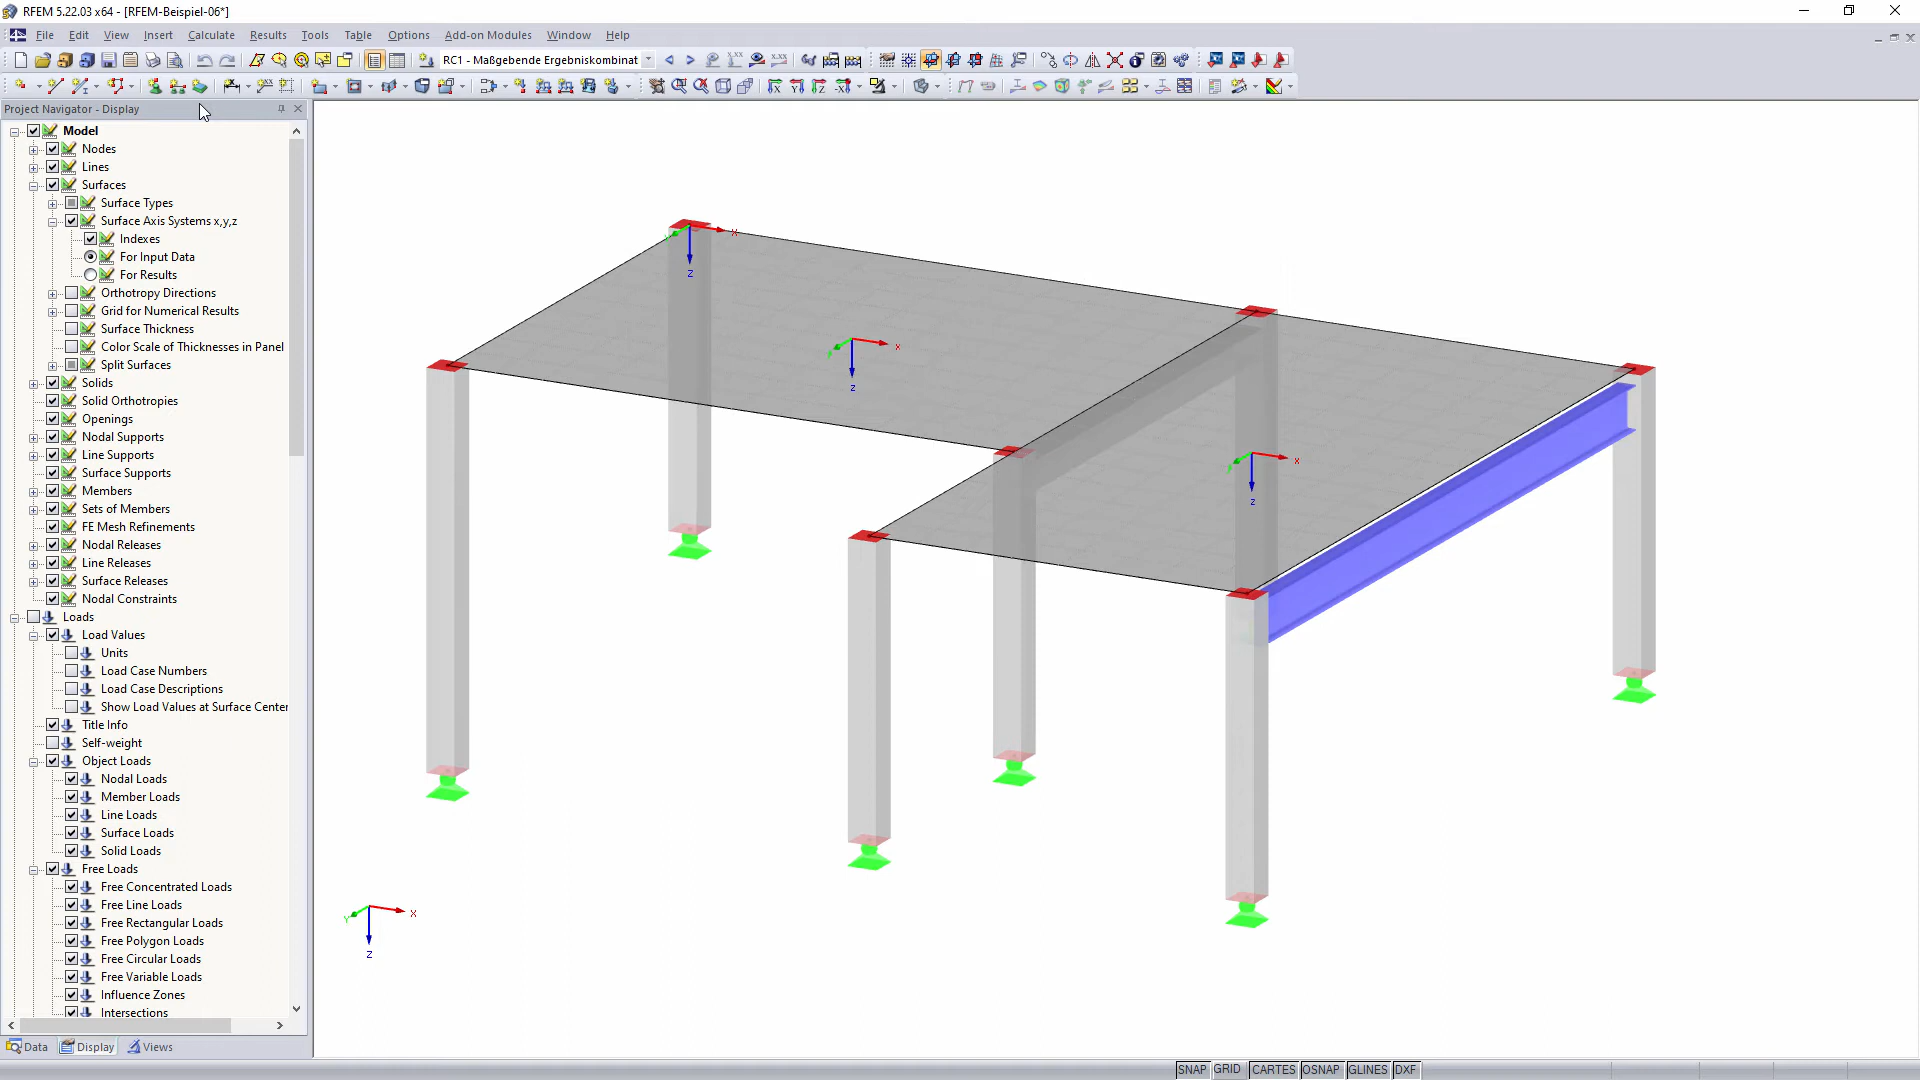 RFEM 5.22.03 x64 - [RFEM-Beispiel-06*]
File Edit View Insert Calculate Results Tools Table Options Add-on Modules Window Help
RC1 - Maßgebende Ergebniskombinat
Project Navigator - Display
Model
Nodes
Lines
Surfaces
Surface Types
Surface Axis Systems x,y,z
Indexes
For Input Data
For Results
Orthotropy Directions
Grid for Numerical Results
Surface Thickness
Color Scale of Thicknesses in Panel
Split Surfaces
Solids
Solid Orthotropies
Openings
Nodal Supports
Line Supports
Surface Supports
Members
Sets of Members
FE Mesh Refinements
Nodal Releases
Line Releases
Surface Releases
Nodal Constraints
Loads
Load Values
Units
Load Case Numbers
Load Case Descriptions
Show Load Values at Surface Center
Title Info
Self-weight
Object Loads
Nodal Loads
Member Loads
Line Loads
Surface Loads
Solid Loads
Free Loads
Free Concentrated Loads
Free Line Loads
Free Rectangular Loads
Free Polygon Loads
Free Circular Loads
Free Variable Loads
Influence Zones
Intersections
Data Display Views
x
z
y x
z
y x
z
Y X
Z
SNAP GRID CARTES OSNAP GLINES DXF